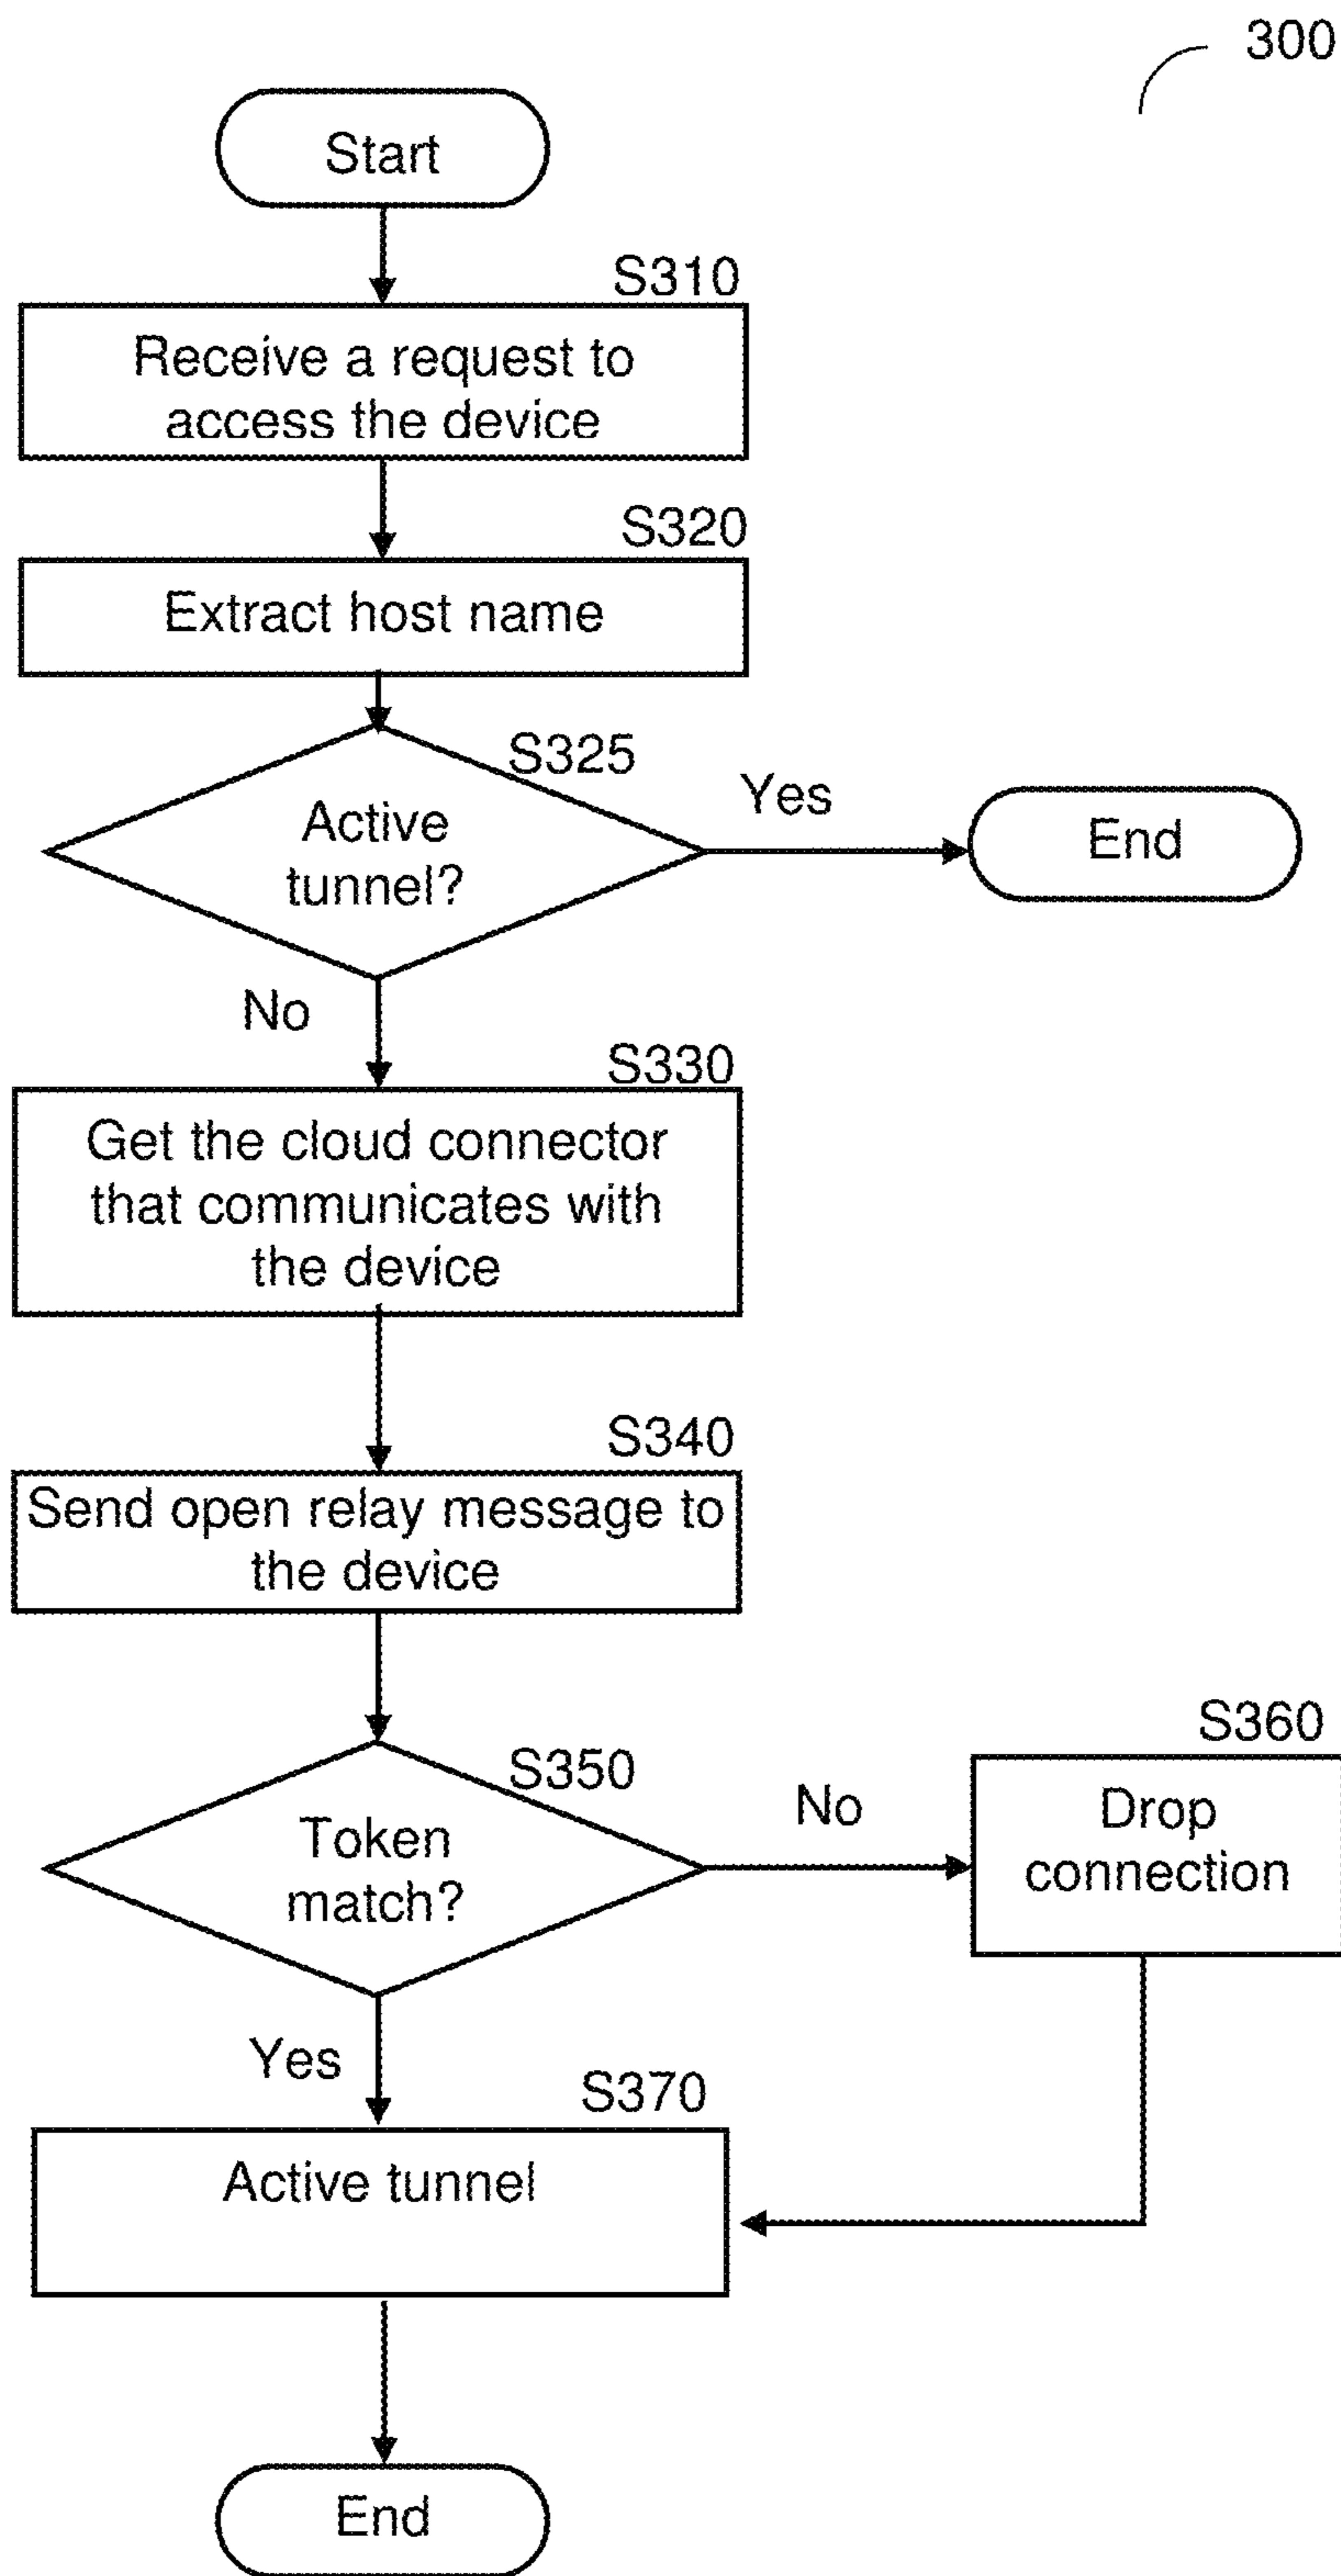 300
Start
S310
Receive a request to
access the device
S320
Extract host name
S325
Active
tunnel?
Yes
End
No
S330
Get the cloud connector
that communicates with
the device
S340
Send open relay message to
the device
S350
Token
match?
No
S360
Drop
connection
Yes
S370
Active tunnel
End